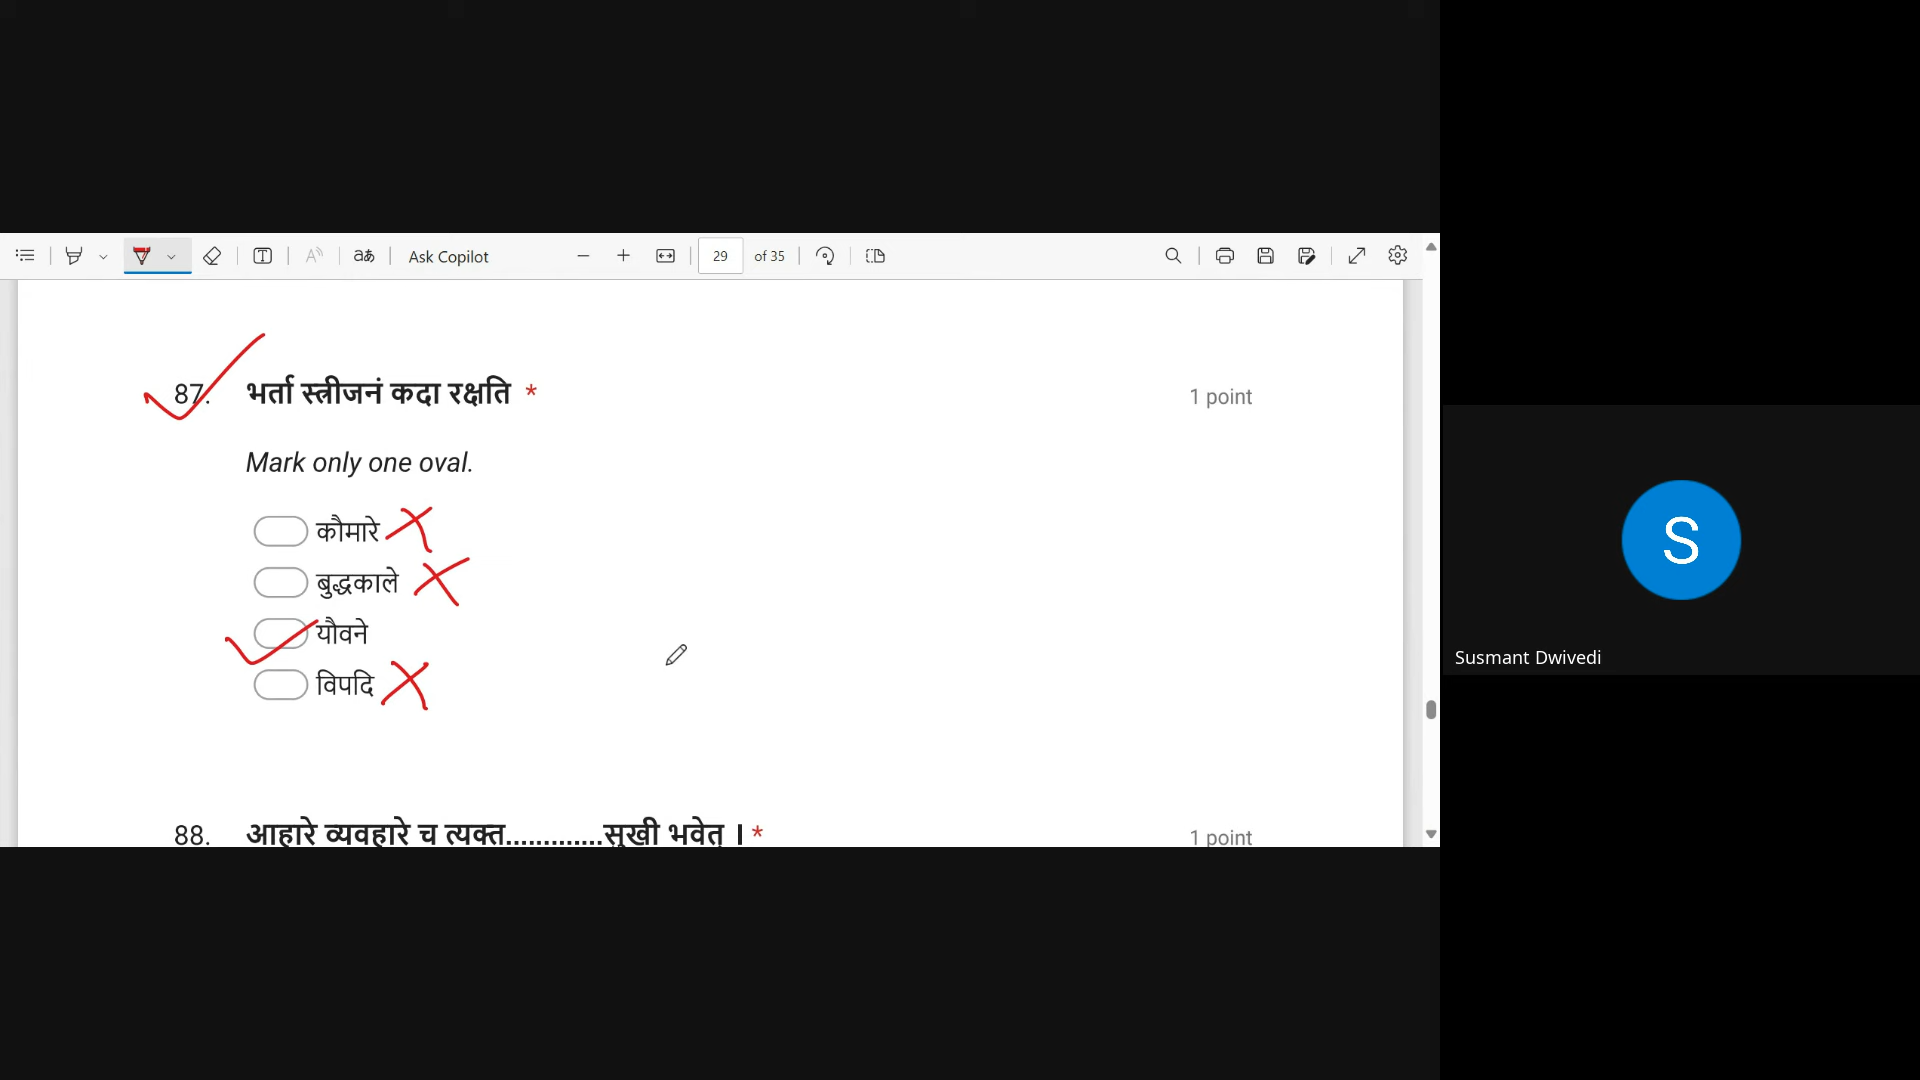 Ask Copilot
29 of 35
87. भर्ता स्त्रीजनं कदा रक्षति * 1 point
Mark only one oval.
कौमारे
बुद्धकाले
यौवने
विपदि
88. आहारे व्यवहारे च त्यक्त............सुखी भवेत् । * 1 point
S
Susmant Dwivedi